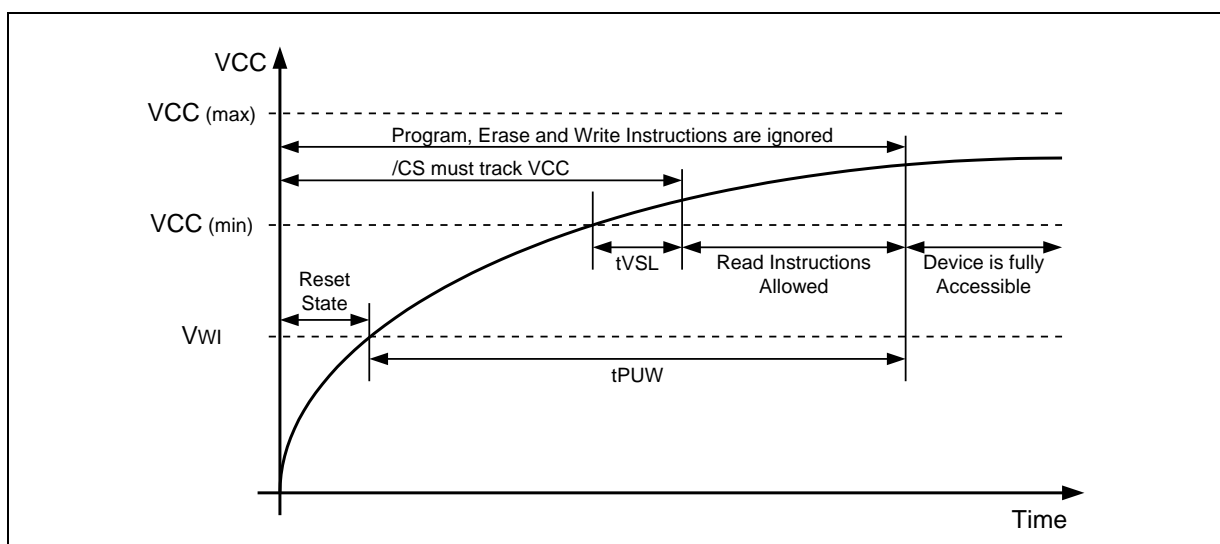 VCC
VCC (max)
Program, Erase and Write Instructions are ignored
/CS must track VCC
VCC (min)
tVSL
Read Instructions
Allowed
Device is fully
Accessible
Reset
State
VWI
tPUW
Time